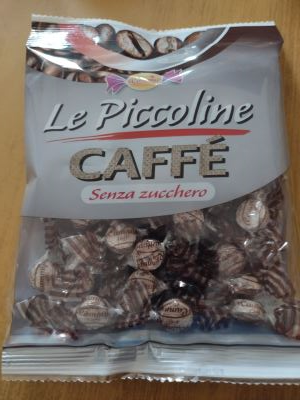 Le Piccoline
CAFFÉ
Senza zucchero